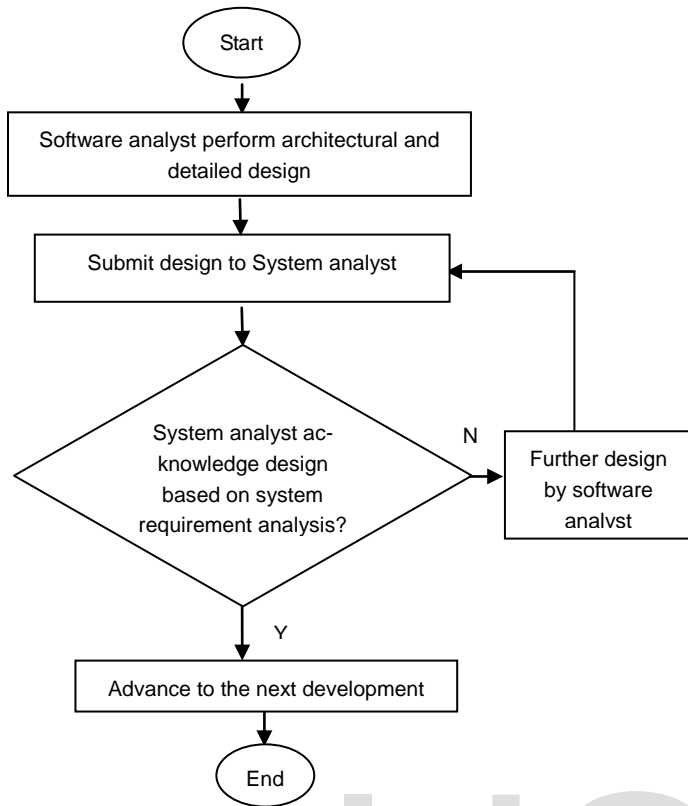 Start
Software analyst perform architectural and
detailed design
Submit design to System analyst
System analyst ac-
knowledge design
based on system
requirement analysis?
N
Further design
by software
analyst
Y
Advance to the next development
End